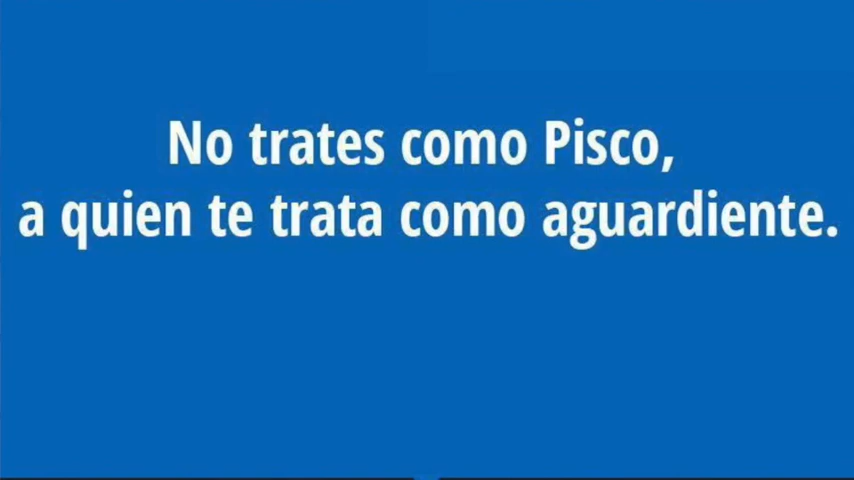 No trates como Pisco,
a quien te trata como aguardiente.